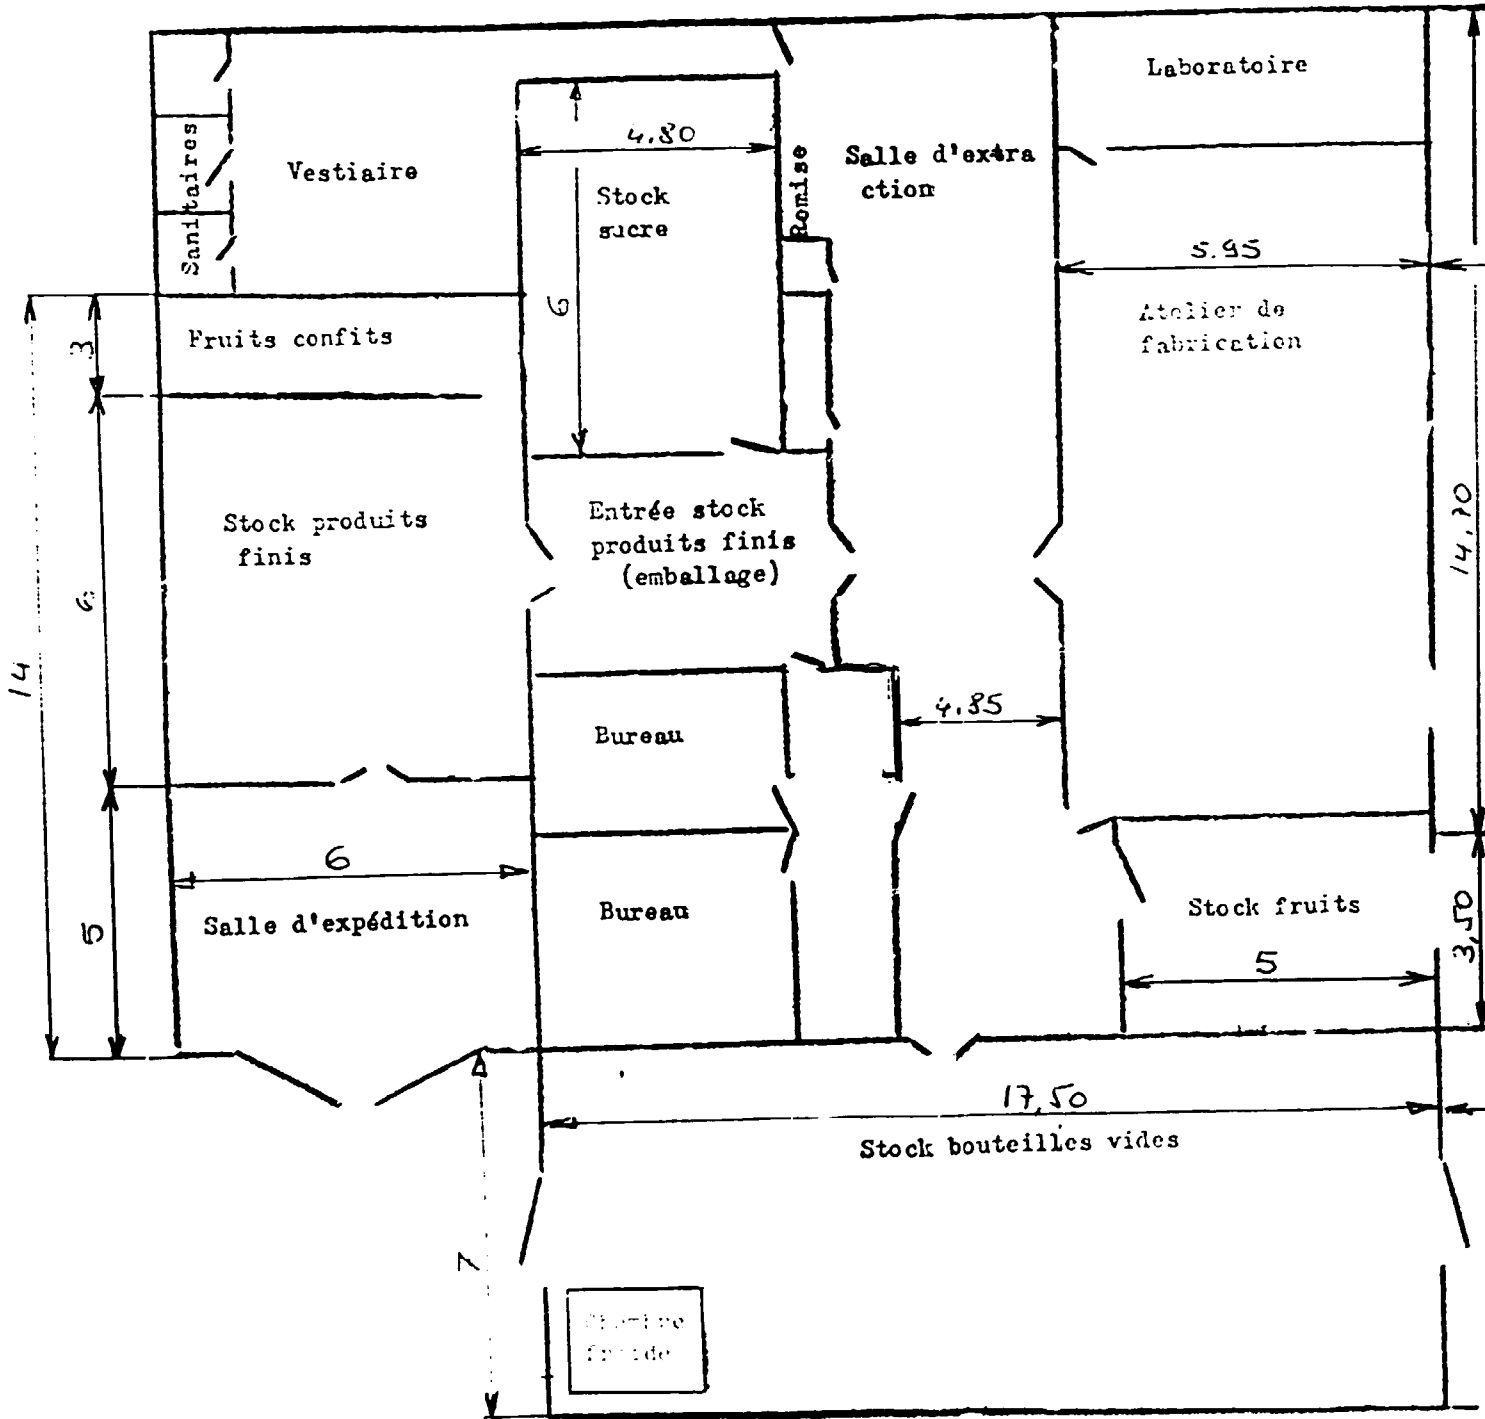 Laboratoire
Sanitaires
Vestiaire
4.80
Stock
sucre
Romise
Salle d'extra
ction
5.95
6
Fruits confits
3
Atelier de
fabrication
14,70
Stock produits
finis
Entrée stock
produits finis
(emballage)
6
14
Bureau
4.85
6
5
Salle d'expédition
Bureau
Stock fruits
5
3,50
17,50
Stock bouteilles vides
7